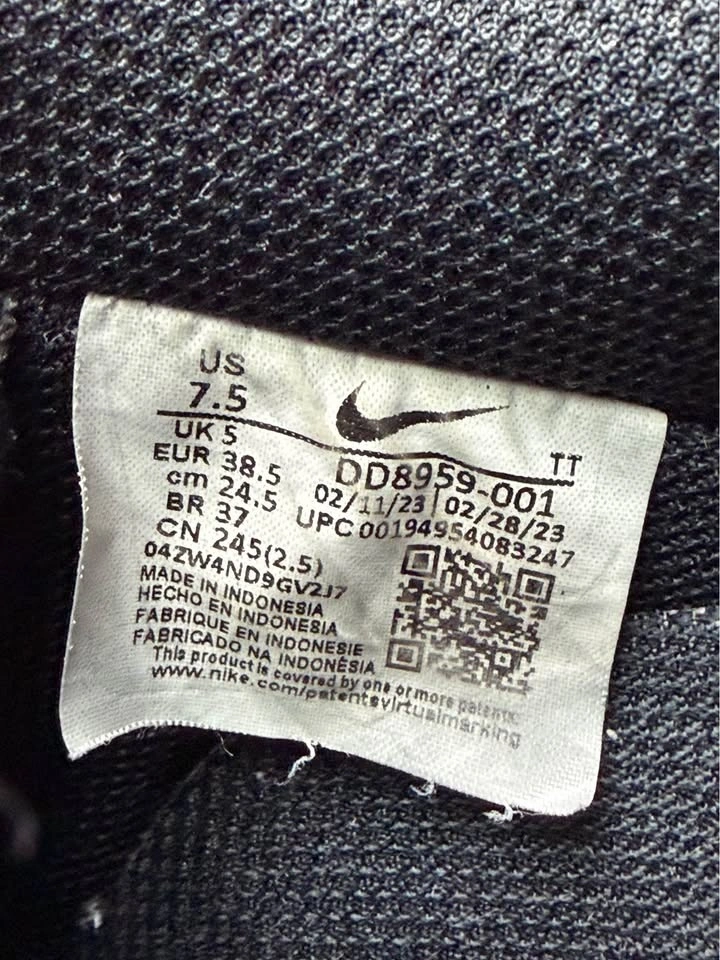 US
7.5
UK 5
EUR 38.5
cm 24.5
BR 37
CN 245(2.5)
TT
DD8959-001
02/11/23 | 02/28/23
UPC 00194954083247
04ZW4ND9GV2J7
MADE IN INDONESIA
HECHO EN INDONESIA
FABRIQUE EN INDONESIE
FABRICADO NA INDONÉSIA
This product is covered by one or more patents.
www.nike.com/patentsvirtualmarking